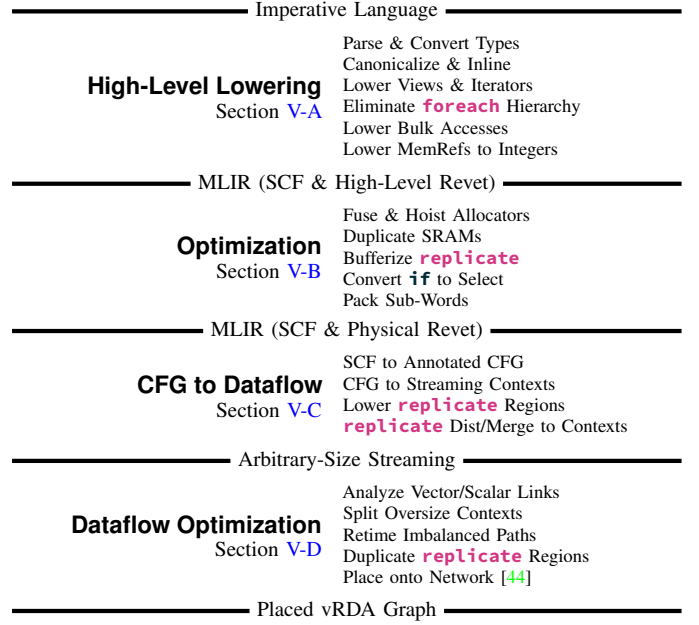 Imperative Language
High-Level Lowering
Section V-A
Parse & Convert Types
Canonicalize & Inline
Lower Views & Iterators
Eliminate foreach Hierarchy
Lower Bulk Accesses
Lower MemRefs to Integers
MLIR (SCF & High-Level Revet)
Optimization
Section V-B
Fuse & Hoist Allocators
Duplicate SRAMs
Bufferize replicate
Convert if to Select
Pack Sub-Words
MLIR (SCF & Physical Revet)
CFG to Dataflow
Section V-C
SCF to Annotated CFG
CFG to Streaming Contexts
Lower replicate Regions
replicate Dist/Merge to Contexts
Arbitrary-Size Streaming
Dataflow Optimization
Section V-D
Analyze Vector/Scalar Links
Split Oversize Contexts
Retime Imbalanced Paths
Duplicate replicate Regions
Place onto Network [44]
Placed vRDA Graph